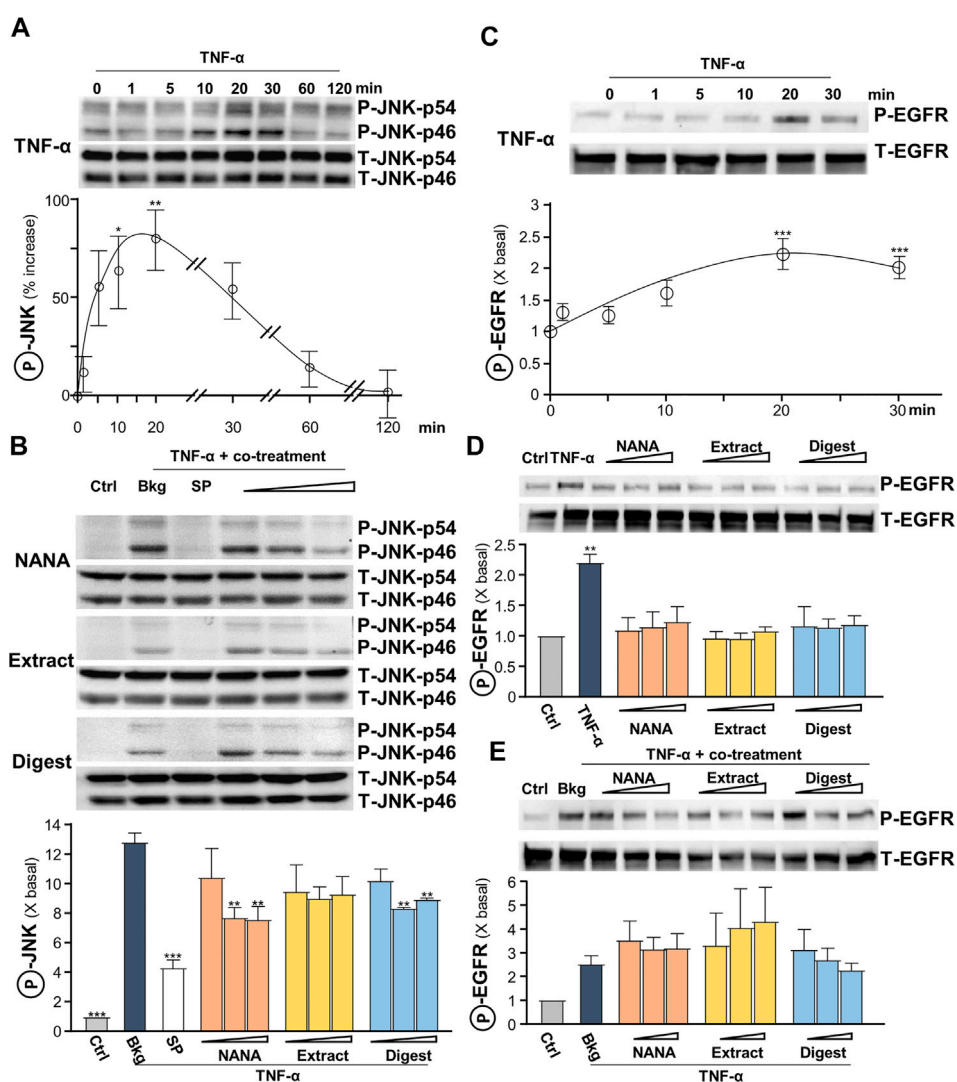 A
TNF-α
0 1 5 10 20 30 60 120 min
P-JNK-p54
P-JNK-p46
TNF-α
T-JNK-p54
T-JNK-p46
P-JNK (% increase)
100
50
0
0 10 20 30 60 120 min
* **
B
TNF-α + co-treatment
Ctrl Bkg SP
NANA
P-JNK-p54
P-JNK-p46
T-JNK-p54
T-JNK-p46
Extract
P-JNK-p54
P-JNK-p46
T-JNK-p54
T-JNK-p46
Digest
P-JNK-p54
P-JNK-p46
T-JNK-p54
T-JNK-p46
P-JNK (X basal)
14
12
10
8
6
4
2
0
*** *** ** ** ** **
Ctrl Bkg SP NANA Extract Digest
TNF-α
C
TNF-α
0 1 5 10 20 30 min
TNF-α
P-EGFR
T-EGFR
P-EGFR (X basal)
3
2.5
2
1.5
1
0.5
0
*** ***
0 10 20 30 min
D
Ctrl TNF-α NANA Extract Digest
P-EGFR
T-EGFR
P-EGFR (X basal)
2.5
2.0
1.5
1.0
0.5
0
**
Ctrl TNF-α NANA Extract Digest
E
TNF-α + co-treatment
Ctrl Bkg NANA Extract Digest
P-EGFR
T-EGFR
P-EGFR (X basal)
6
5
4
3
2
1
0
Ctrl Bkg NANA Extract Digest
TNF-α